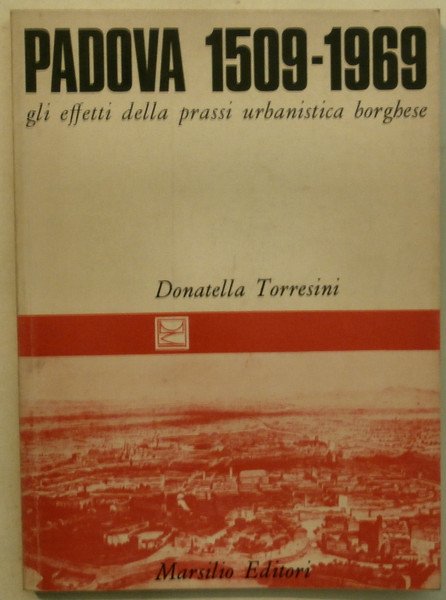 PADOVA 1509-1969
gli effetti della prassi urbanistica borghese
Donatella Torresini
Marsilio Editori